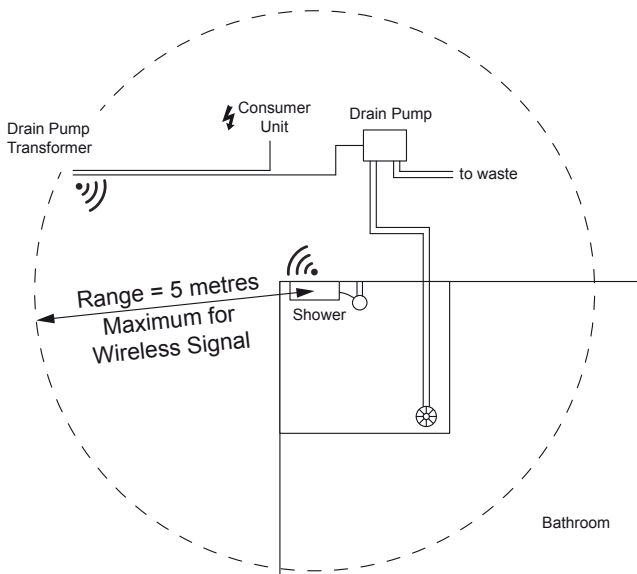 Consumer
Unit
Drain Pump
Drain Pump
Transformer
to waste
Range = 5 metres
Maximum for
Wireless Signal
Shower
Bathroom